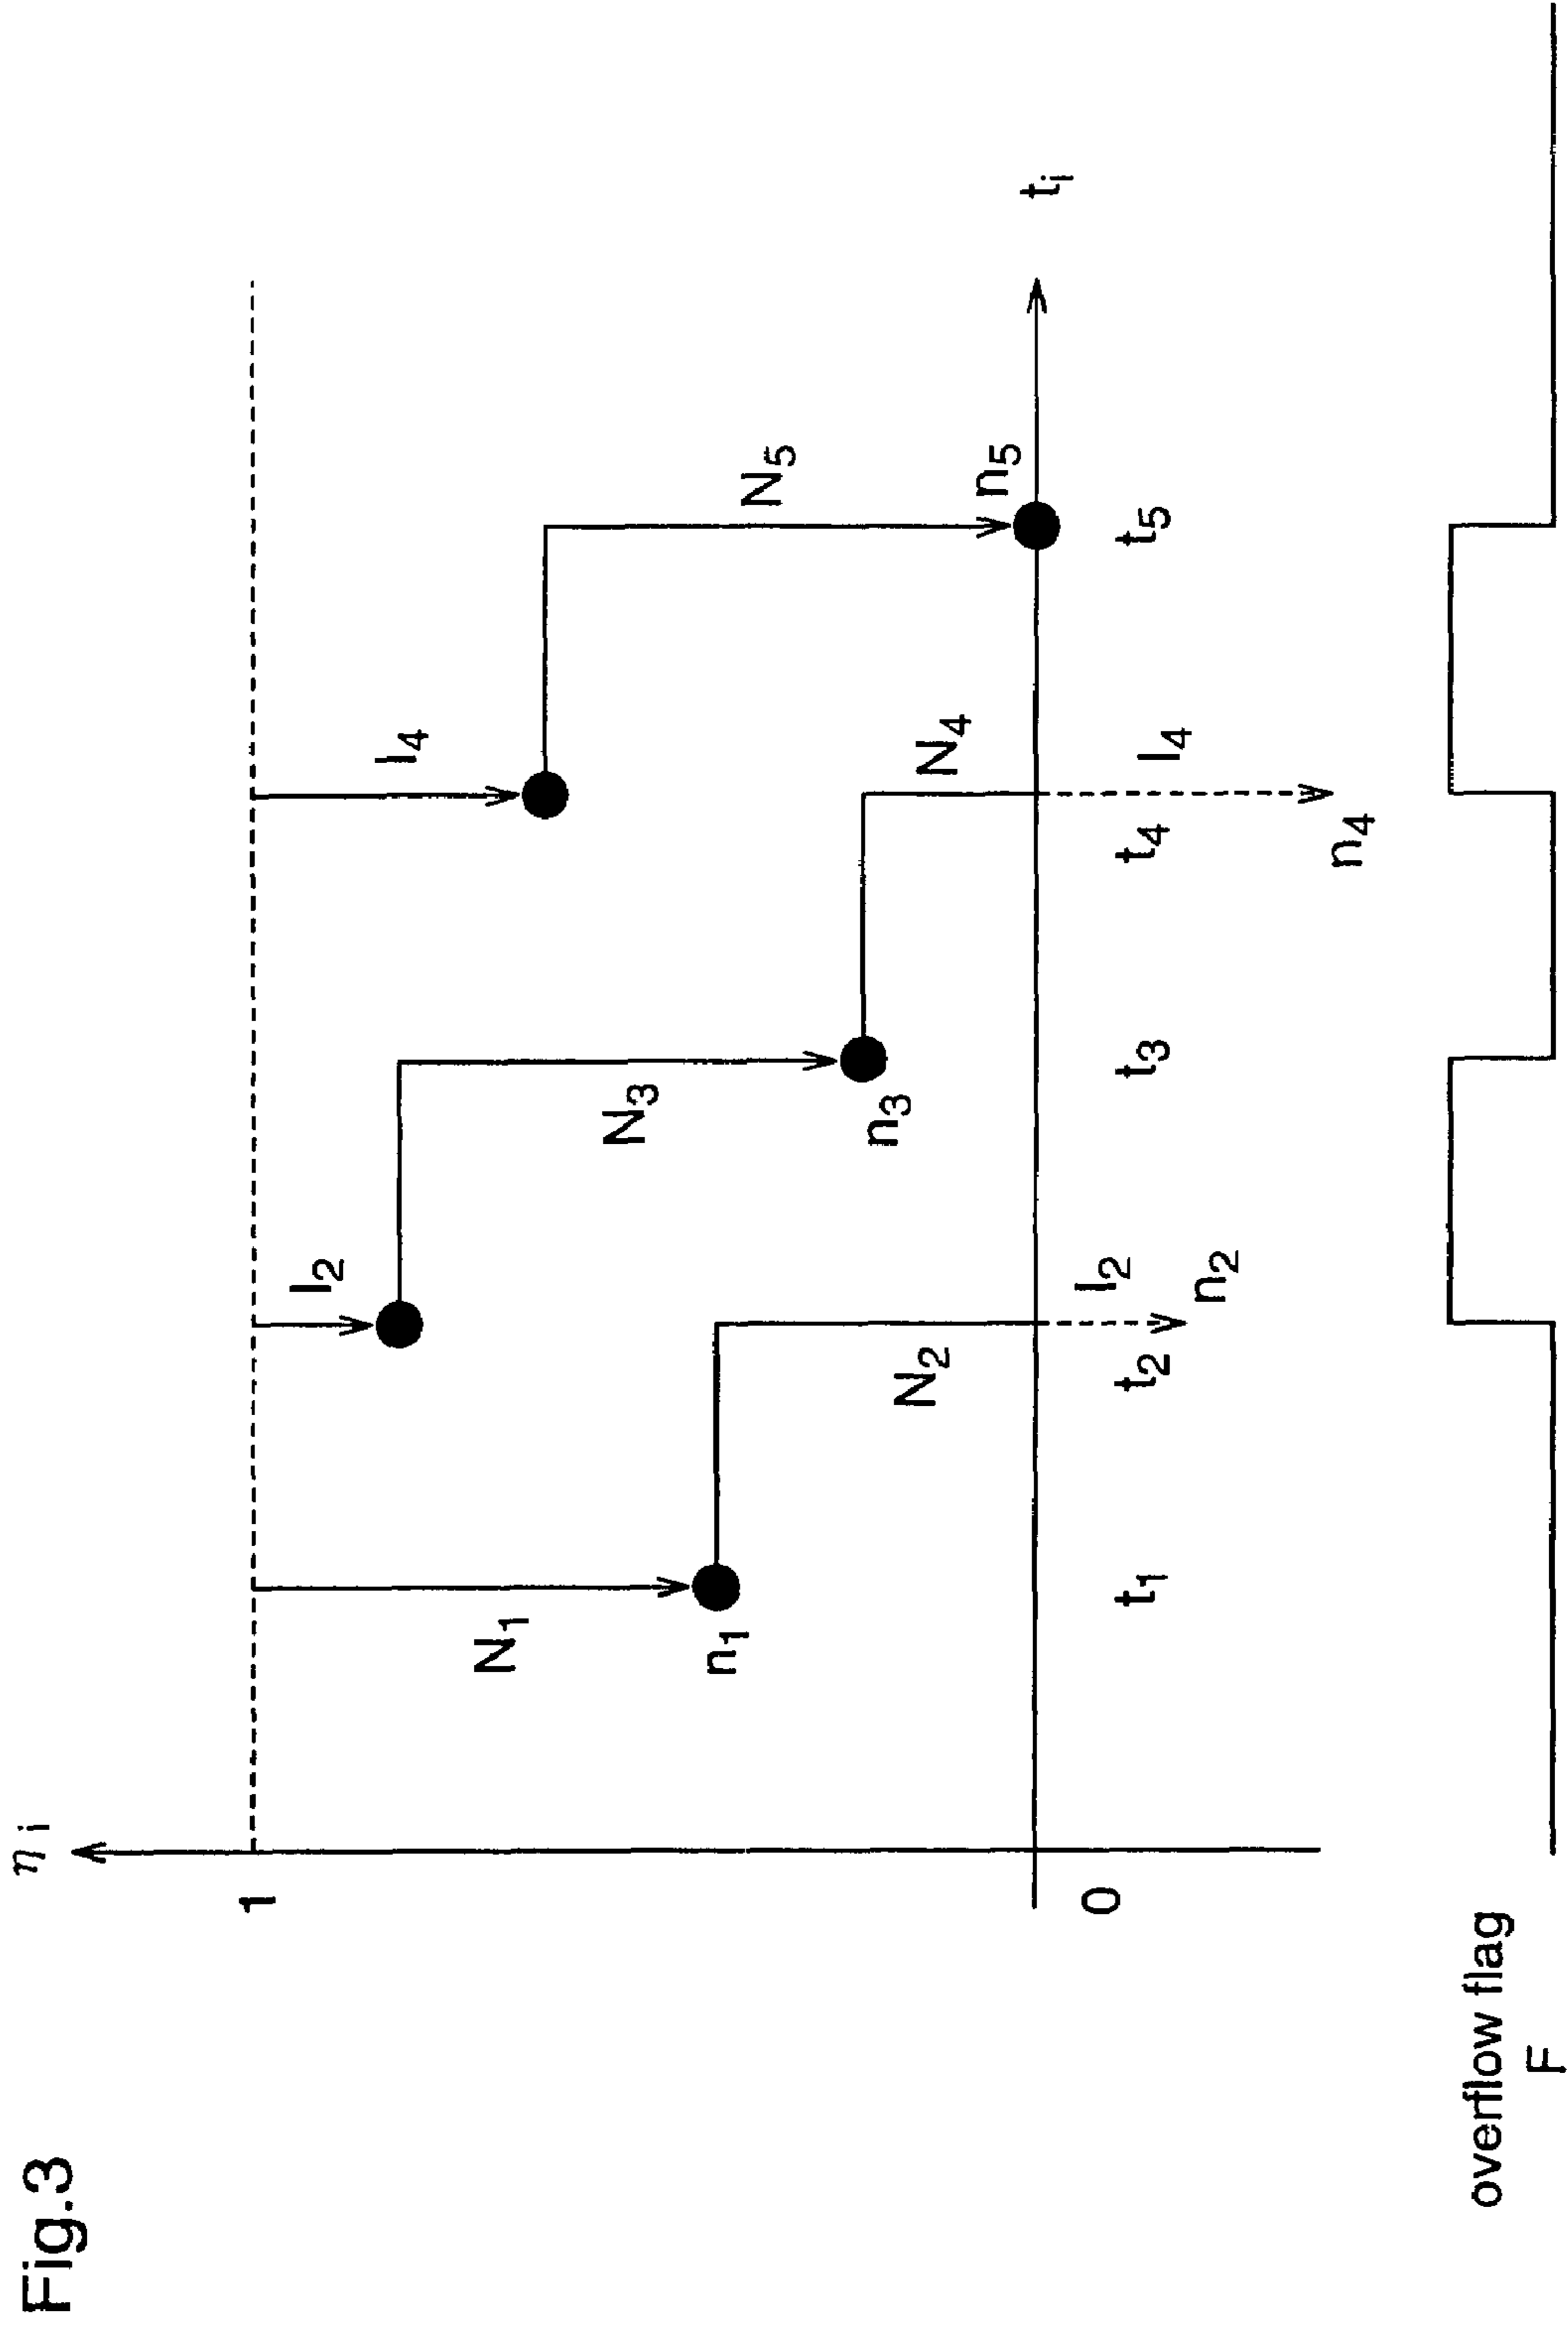 Fig.3
η i
1
0
N₁
n₁
t₁
I₂
N₂
t₂
I₂
n₂
N₃
n₃
t₃
I₄
N₄
t₄
I₄
n₄
N₅
n₅
t₅
tᵢ
overflow flag
F